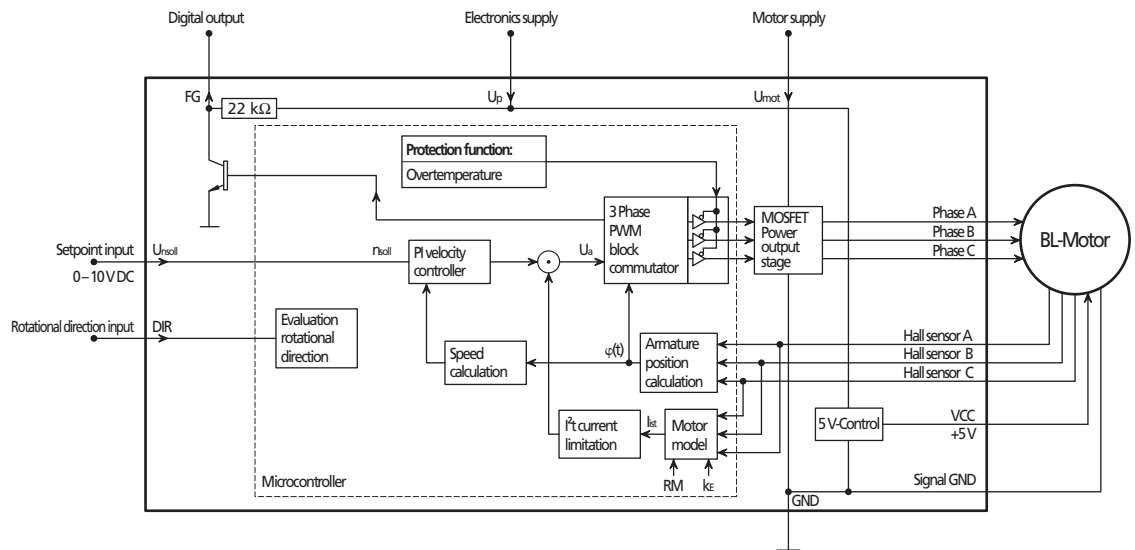 Digital output
Electronics supply
Motor supply
FG
22 kΩ
Up
Umot
Protection function:
Overtemperature
3 Phase
PWM
block
commutator
MOSFET
Power
output
stage
Phase A
Phase B
Phase C
BL-Motor
Setpoint input
0–10 V DC
Unsoll
nsoll
PI velocity
controller
Ua
Rotational direction input
DIR
Evaluation
rotational
direction
Speed
calculation
φ(t)
Armature
position
calculation
Hall sensor A
Hall sensor B
Hall sensor C
I²t current
limitation
Iist
Motor
model
5 V-Control
VCC
+5 V
Microcontroller
RM
kE
Signal GND
GND